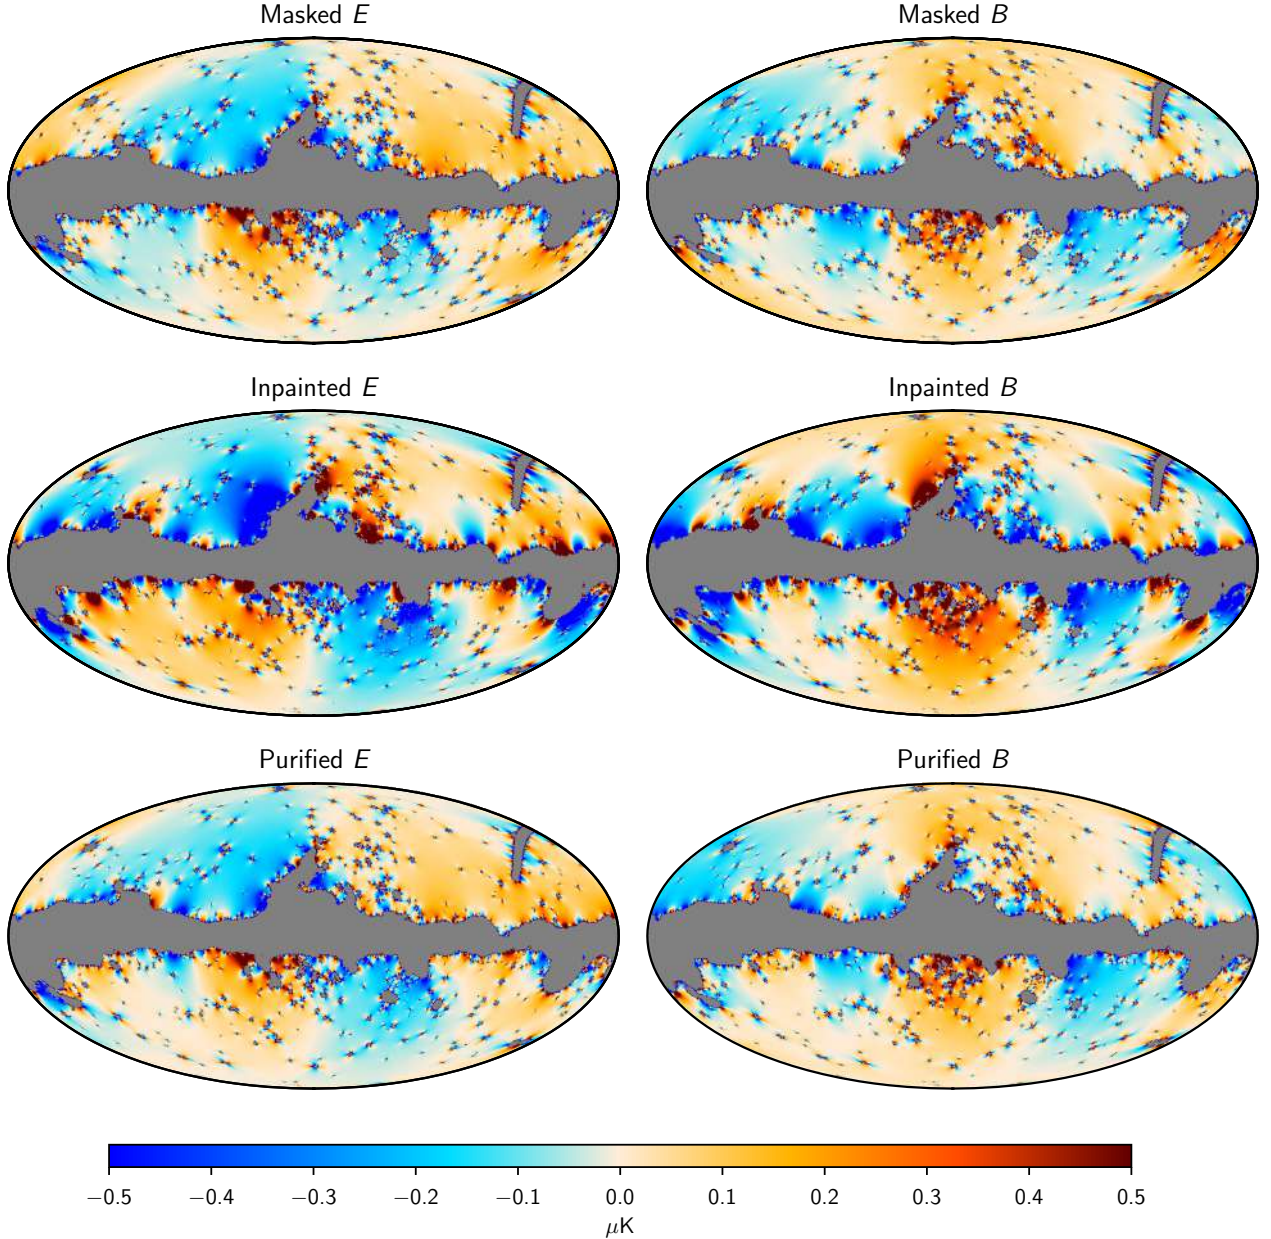 Masked E
Masked B
Inpainted E
Inpainted B
Purified E
Purified B
−0.5 −0.4 −0.3 −0.2 −0.1 0.0 0.1 0.2 0.3 0.4 0.5
μK